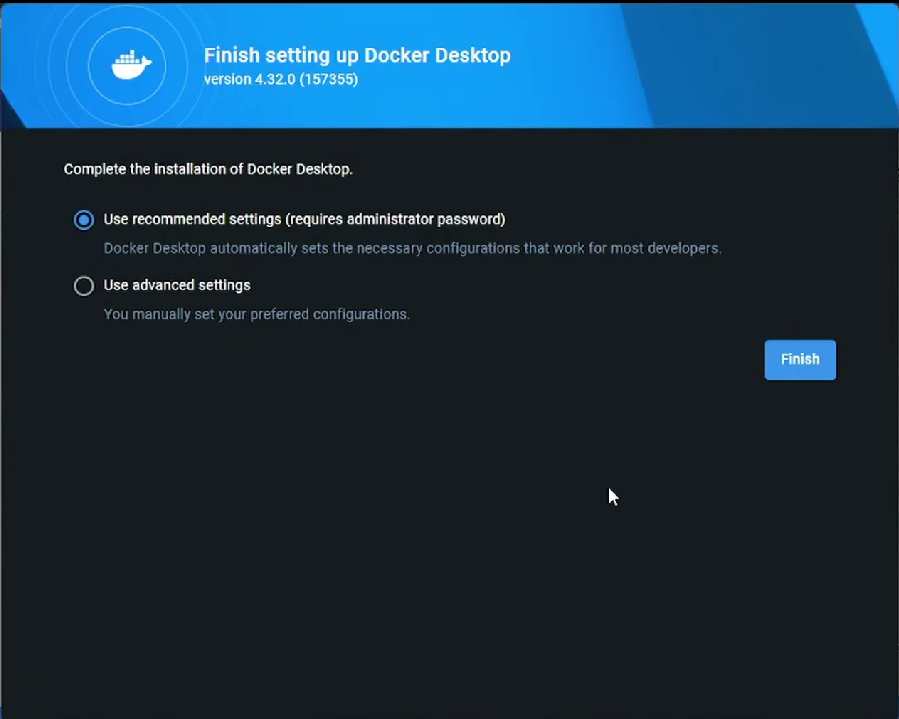 Finish setting up Docker Desktop
version 4.32.0 (157355)
Complete the installation of Docker Desktop.
Use recommended settings (requires administrator password)
Docker Desktop automatically sets the necessary configurations that work for most developers.
Use advanced settings
You manually set your preferred configurations.
Finish